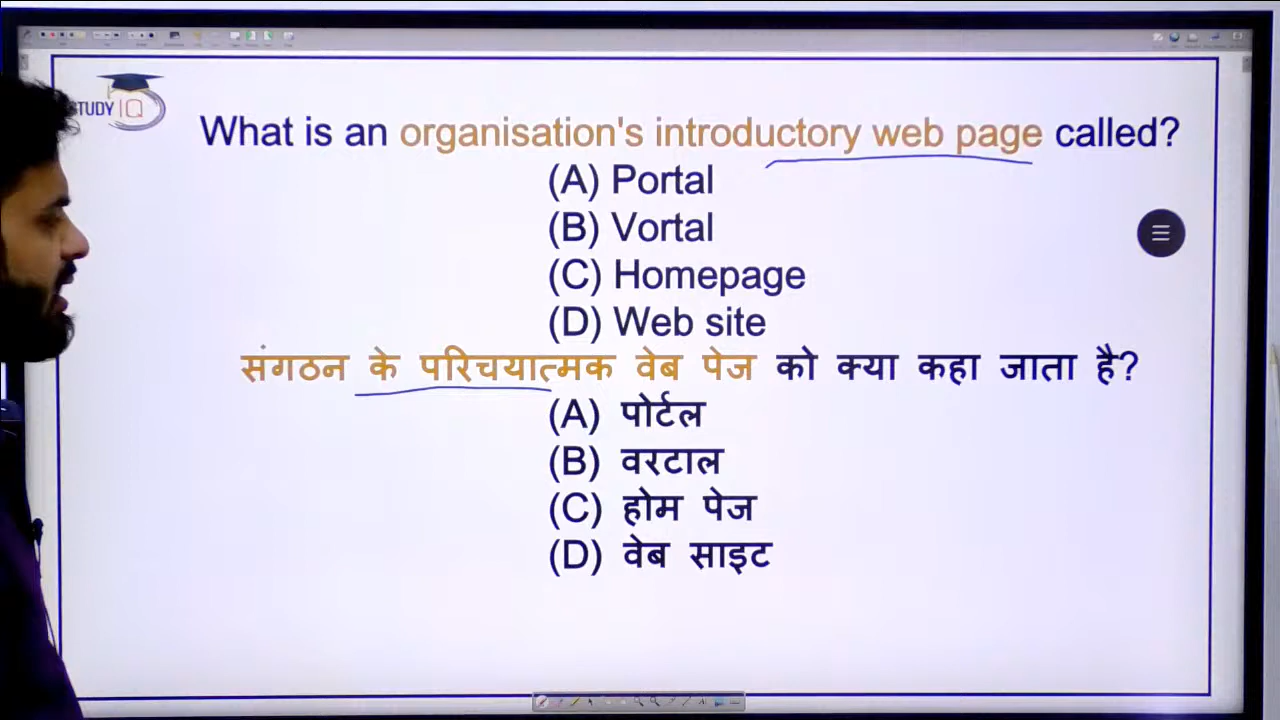 STUDY IQ
What is an organisation's introductory web page called?
(A) Portal
(B) Vortal
(C) Homepage
(D) Web site
संगठन के परिचयात्मक वेब पेज को क्या कहा जाता है?
(A) पोर्टल
(B) वरटाल
(C) होम पेज
(D) वेब साइट